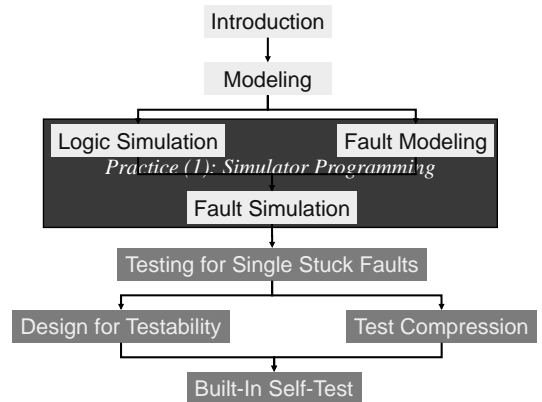 Introduction
Modeling
Logic Simulation
Fault Modeling
Practice (1): Simulator Programming
Fault Simulation
Testing for Single Stuck Faults
Design for Testability
Test Compression
Built-In Self-Test